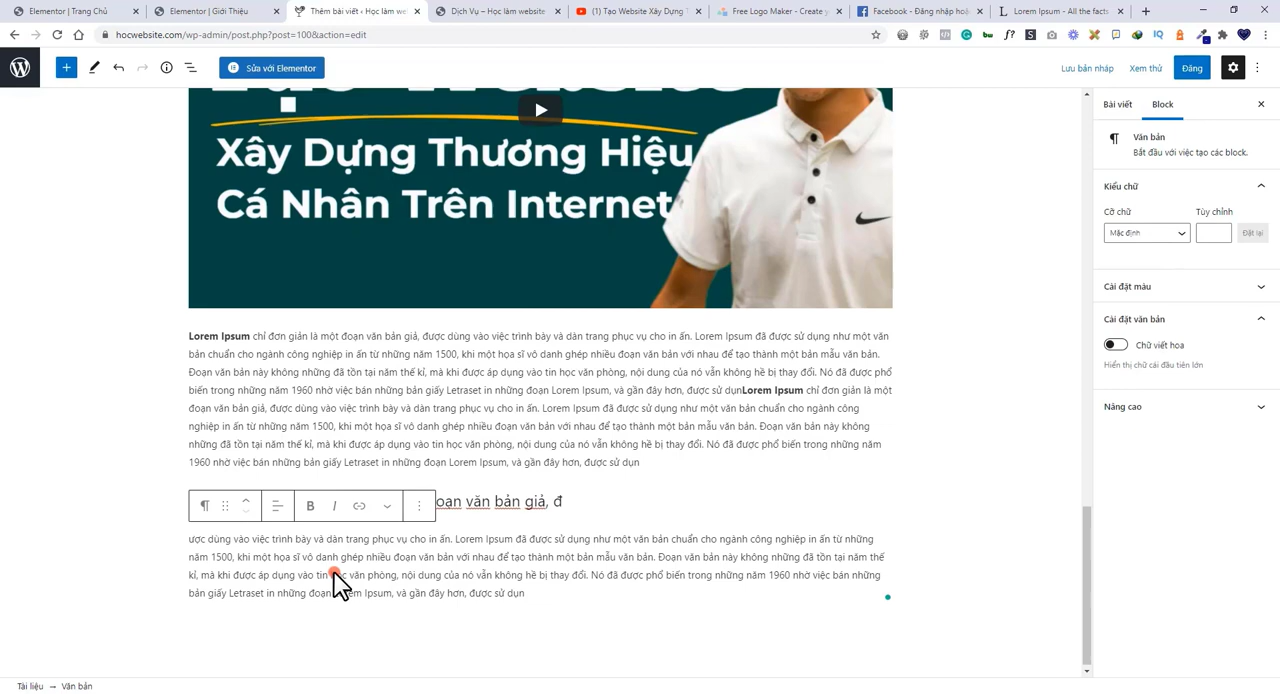 Elementor | Trang Chủ
Elementor | Giới Thiệu
Thêm bài viết ‹ Học làm we
Dịch Vụ – Học làm website
(1) Tạo Website Xây Dựng T
Free Logo Maker - Create y
Facebook - Đăng nhập hoặ
Lorem Ipsum - All the facts
hocwebsite.com/wp-admin/post.php?post=100&action=edit
Sửa với Elementor
Lưu bản nháp
Xem thử
Đăng
Bài viết
Block
Xây Dựng Thương Hiệu
Cá Nhân Trên Internet
Văn bản
Bắt đầu với việc tạo các block.
Kiểu chữ
Cỡ chữ
Tùy chỉnh
Mặc định
Đặt lại
Cài đặt màu
Cài đặt văn bản
Chữ viết hoa
Hiển thị chữ cái đầu tiên lớn
Nâng cao
Lorem Ipsum chỉ đơn giản là một đoạn văn bản giả, được dùng vào việc trình bày và dàn trang phục vụ cho in ấn. Lorem Ipsum đã được sử dụng như một văn
bản chuẩn cho ngành công nghiệp in ấn từ những năm 1500, khi một họa sĩ vô danh ghép nhiều đoạn văn bản với nhau để tạo thành một bản mẫu văn bản.
Đoạn văn bản này không những đã tồn tại năm thế kỉ, mà khi được áp dụng vào tin học văn phòng, nội dung của nó vẫn không hề bị thay đổi. Nó đã được phổ
biến trong những năm 1960 nhờ việc bán những bản giấy Letraset in những đoạn Lorem Ipsum, và gần đây hơn, được sử dụnLorem Ipsum chỉ đơn giản là một
đoạn văn bản giả, được dùng vào việc trình bày và dàn trang phục vụ cho in ấn. Lorem Ipsum đã được sử dụng như một văn bản chuẩn cho ngành công
nghiệp in ấn từ những năm 1500, khi một họa sĩ vô danh ghép nhiều đoạn văn bản với nhau để tạo thành một bản mẫu văn bản. Đoạn văn bản này không
những đã tồn tại năm thế kỉ, mà khi được áp dụng vào tin học văn phòng, nội dung của nó vẫn không hề bị thay đổi. Nó đã được phổ biến trong những năm
1960 nhờ việc bán những bản giấy Letraset in những đoạn Lorem Ipsum, và gần đây hơn, được sử dụn
B I
oạn văn bản giả, đ
ược dùng vào việc trình bày và dàn trang phục vụ cho in ấn. Lorem Ipsum đã được sử dụng như một văn bản chuẩn cho ngành công nghiệp in ấn từ những
năm 1500, khi một họa sĩ vô danh ghép nhiều đoạn văn bản với nhau để tạo thành một bản mẫu văn bản. Đoạn văn bản này không những đã tồn tại năm thế
kỉ, mà khi được áp dụng vào tin học văn phòng, nội dung của nó vẫn không hề bị thay đổi. Nó đã được phổ biến trong những năm 1960 nhờ việc bán những
bản giấy Letraset in những đoạn Lorem Ipsum, và gần đây hơn, được sử dụn
Tài liệu → Văn bản